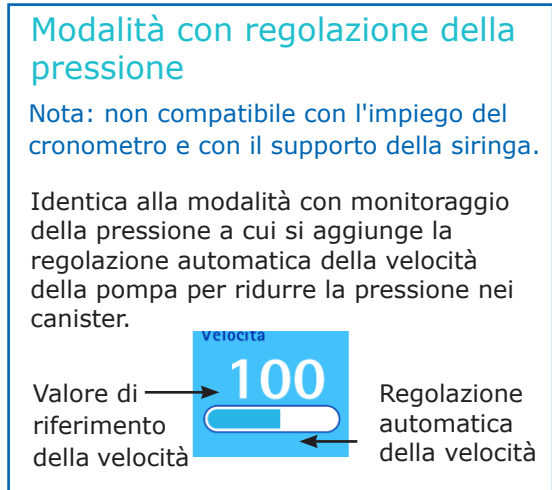 Modalità con regolazione della
pressione
Nota: non compatibile con l'impiego del
cronometro e con il supporto della siringa.
Identica alla modalità con monitoraggio
della pressione a cui si aggiunge la
regolazione automatica della velocità
della pompa per ridurre la pressione nei
canister.
Velocità
100
Valore di
riferimento
della velocità
Regolazione
automatica
della velocità